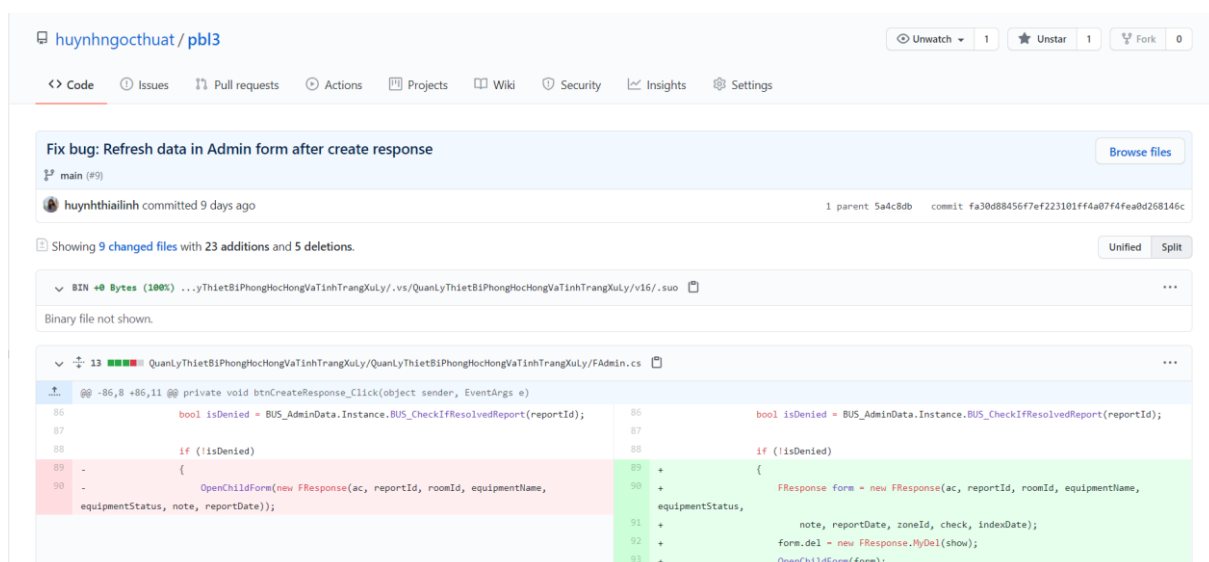 huynhngocthuat / pbl3
Unwatch 1 Unstar 1 Fork 0
Code Issues Pull requests Actions Projects Wiki Security Insights Settings
Fix bug: Refresh data in Admin form after create response
Browse files
main (#9)
huynhthiailinh committed 9 days ago
1 parent 5a4c8db commit fa30d88456f7ef223101ff4a07f4fea0d268146c
Showing 9 changed files with 23 additions and 5 deletions.
Unified Split
BIN +0 Bytes (100%) ...yThietBiPhongHocHongVaTinhTrangXuLy/.vs/QuanLyThietBiPhongHocHongVaTinhTrangXuLy/v16/.suo
Binary file not shown.
13 QuanLyThietBiPhongHocHongVaTinhTrangXuLy/QuanLyThietBiPhongHocHongVaTinhTrangXuLy/FAdmin.cs
@@ -86,8 +86,11 @@ private void btnCreateResponse_Click(object sender, EventArgs e)
86 bool isDenied = BUS_AdminData.Instance.BUS_CheckIfResolvedReport(reportId);
87
88 if (!isDenied)
89 - {
90 - OpenChildForm(new FResponse(ac, reportId, roomId, equipmentName,
equipmentStatus, note, reportDate));
86 bool isDenied = BUS_AdminData.Instance.BUS_CheckIfResolvedReport(reportId);
87
88 if (!isDenied)
89 + {
90 + FResponse form = new FResponse(ac, reportId, roomId, equipmentName,
equipmentStatus,
91 + note, reportDate, zoneId, check, indexDate);
92 + form.del = new FResponse.MyDel(show);
93 + OpenChildForm(form);